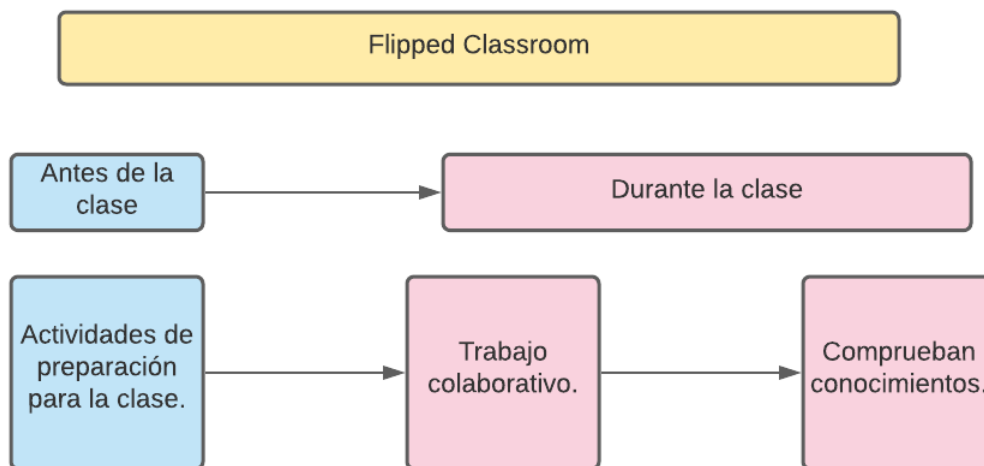 Flipped Classroom
Antes de la
clase
Durante la clase
Actividades de
preparación
para la clase.
Trabajo
colaborativo.
Comprueban
conocimientos.